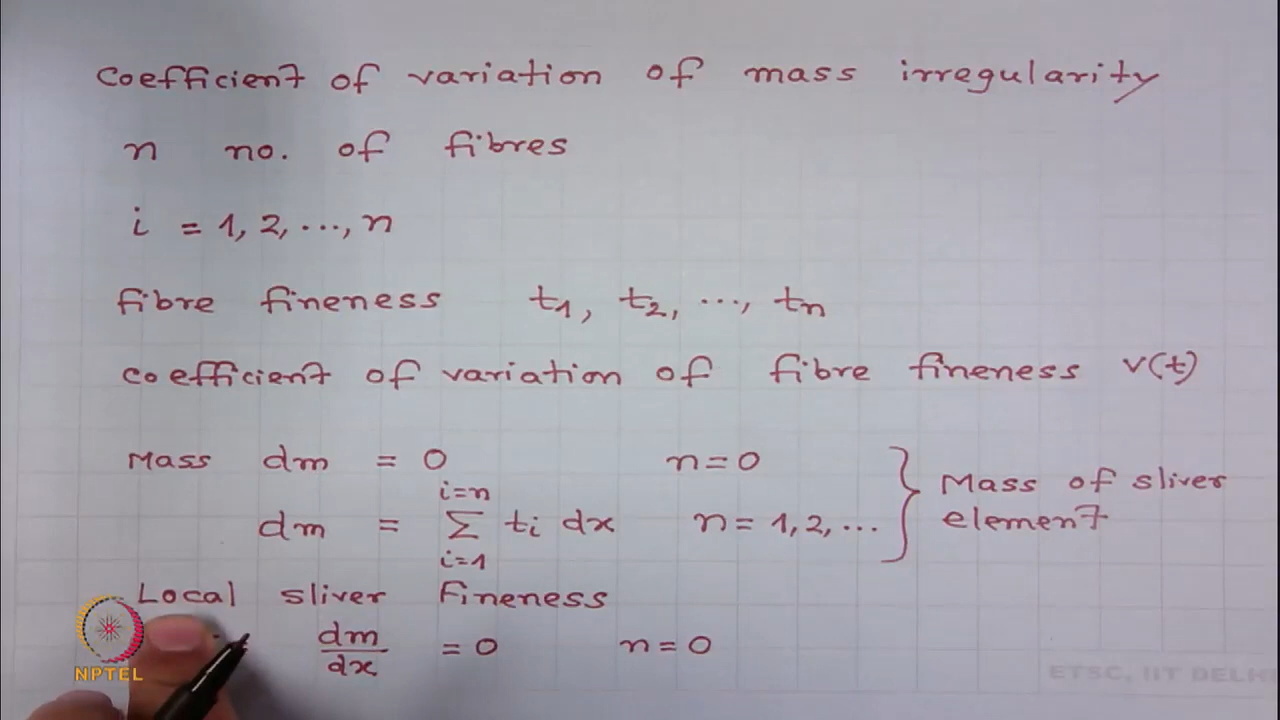 Coefficient of variation of mass irregularity
n no. of fibres
i = 1, 2, ..., n
fibre fineness t1, t2, ..., tn
coefficient of variation of fibre fineness v(t)
Mass dm = 0 n = 0
dm = Σ_{i=1}^{i=n} ti dx n = 1, 2, ... } Mass of sliver element
Local sliver fineness
dm/dx = 0 n = 0
NPTEL
ETSC, IIT DELHI